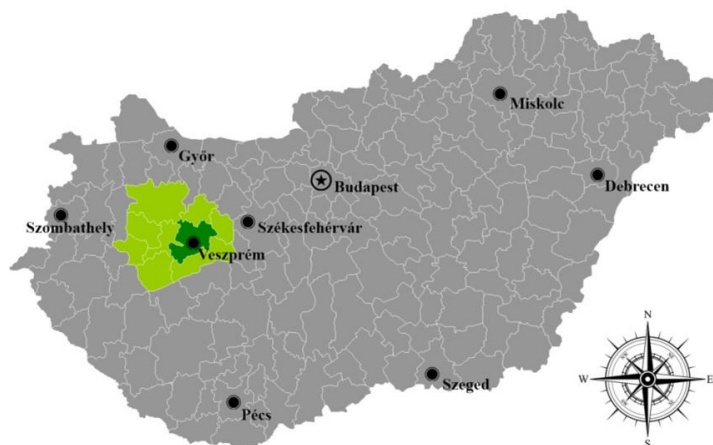 Miskolc
Győr
Budapest
Debrecen
Szombathely
Székesfehérvár
Veszprém
N
W
E
S
Szeged
Pécs